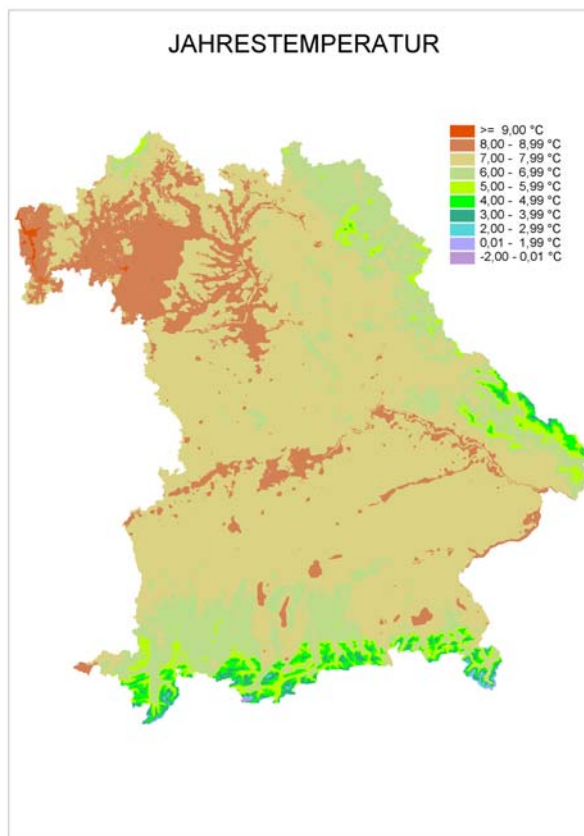 JAHRESTEMPERATUR
>= 9,00 °C
8,00 - 8,99 °C
7,00 - 7,99 °C
6,00 - 6,99 °C
5,00 - 5,99 °C
4,00 - 4,99 °C
3,00 - 3,99 °C
2,00 - 2,99 °C
0,01 - 1,99 °C
-2,00 - 0,01 °C